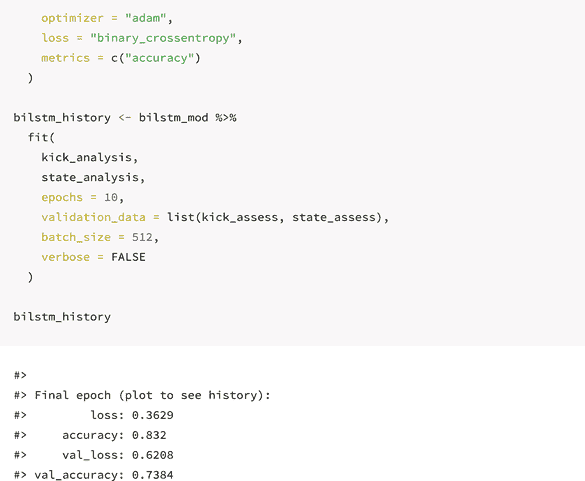 optimizer = "adam",
    loss = "binary_crossentropy",
    metrics = c("accuracy")
  )

bilstm_history <- bilstm_mod %>%
  fit(
    kick_analysis,
    state_analysis,
    epochs = 10,
    validation_data = list(kick_assess, state_assess),
    batch_size = 512,
    verbose = FALSE
  )

bilstm_history

#>
#> Final epoch (plot to see history):
#>         loss: 0.3629
#>     accuracy: 0.832
#>     val_loss: 0.6208
#> val_accuracy: 0.7384